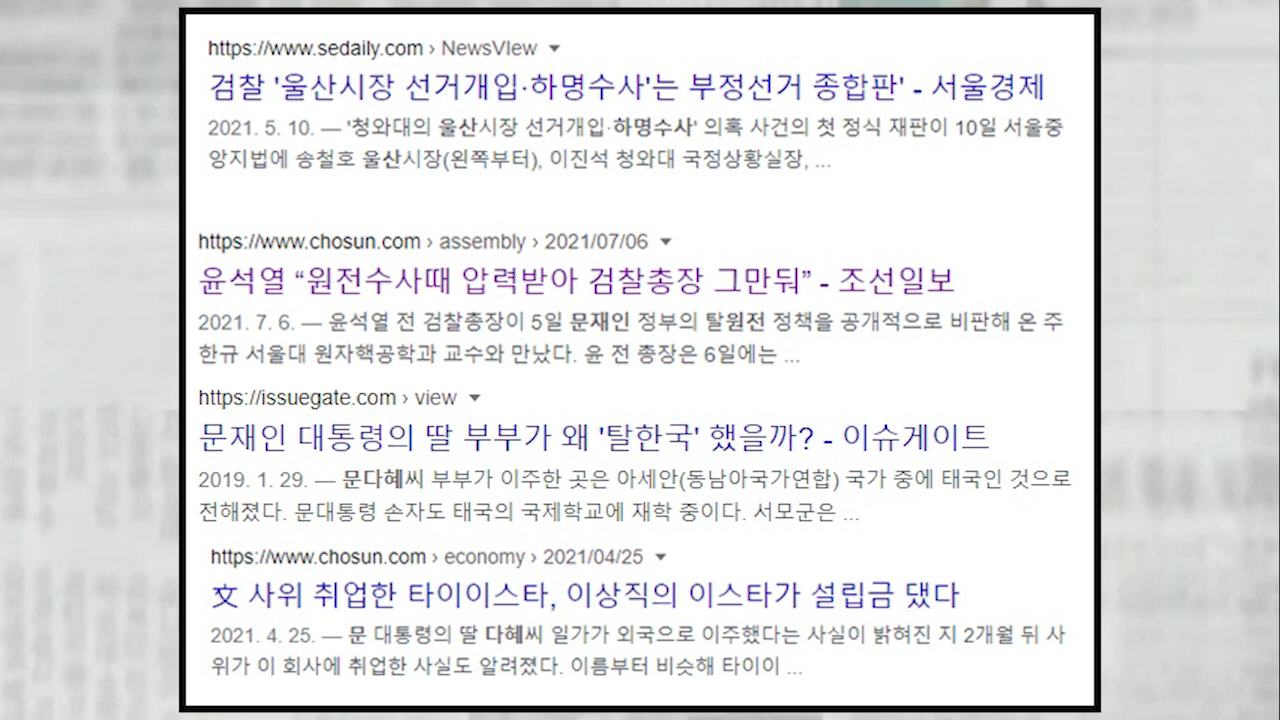 https://www.sedaily.com › NewsVIew
검찰 '울산시장 선거개입·하명수사'는 부정선거 종합판' - 서울경제
2021. 5. 10. — '청와대의 울산시장 선거개입·하명수사' 의혹 사건의 첫 정식 재판이 10일 서울중
앙지법에 송철호 울산시장(왼쪽부터), 이진석 청와대 국정상황실장, ...
https://www.chosun.com › assembly › 2021/07/06
윤석열 “원전수사때 압력받아 검찰총장 그만둬” - 조선일보
2021. 7. 6. — 윤석열 전 검찰총장이 5일 문재인 정부의 탈원전 정책을 공개적으로 비판해 온 주
한규 서울대 원자핵공학과 교수와 만났다. 윤 전 총장은 6일에는 ...
https://issuegate.com › view
문재인 대통령의 딸 부부가 왜 '탈한국' 했을까? - 이슈게이트
2019. 1. 29. — 문다혜씨 부부가 이주한 곳은 아세안(동남아국가연합) 국가 중에 태국인 것으로
전해졌다. 문대통령 손자도 태국의 국제학교에 재학 중이다. 서모군은 ...
https://www.chosun.com › economy › 2021/04/25
文 사위 취업한 타이이스타, 이상직의 이스타가 설립금 댔다
2021. 4. 25. — 문 대통령의 딸 다혜씨 일가가 외국으로 이주했다는 사실이 밝혀진 지 2개월 뒤 사
위가 이 회사에 취업한 사실도 알려졌다. 이름부터 비슷해 타이이 ...